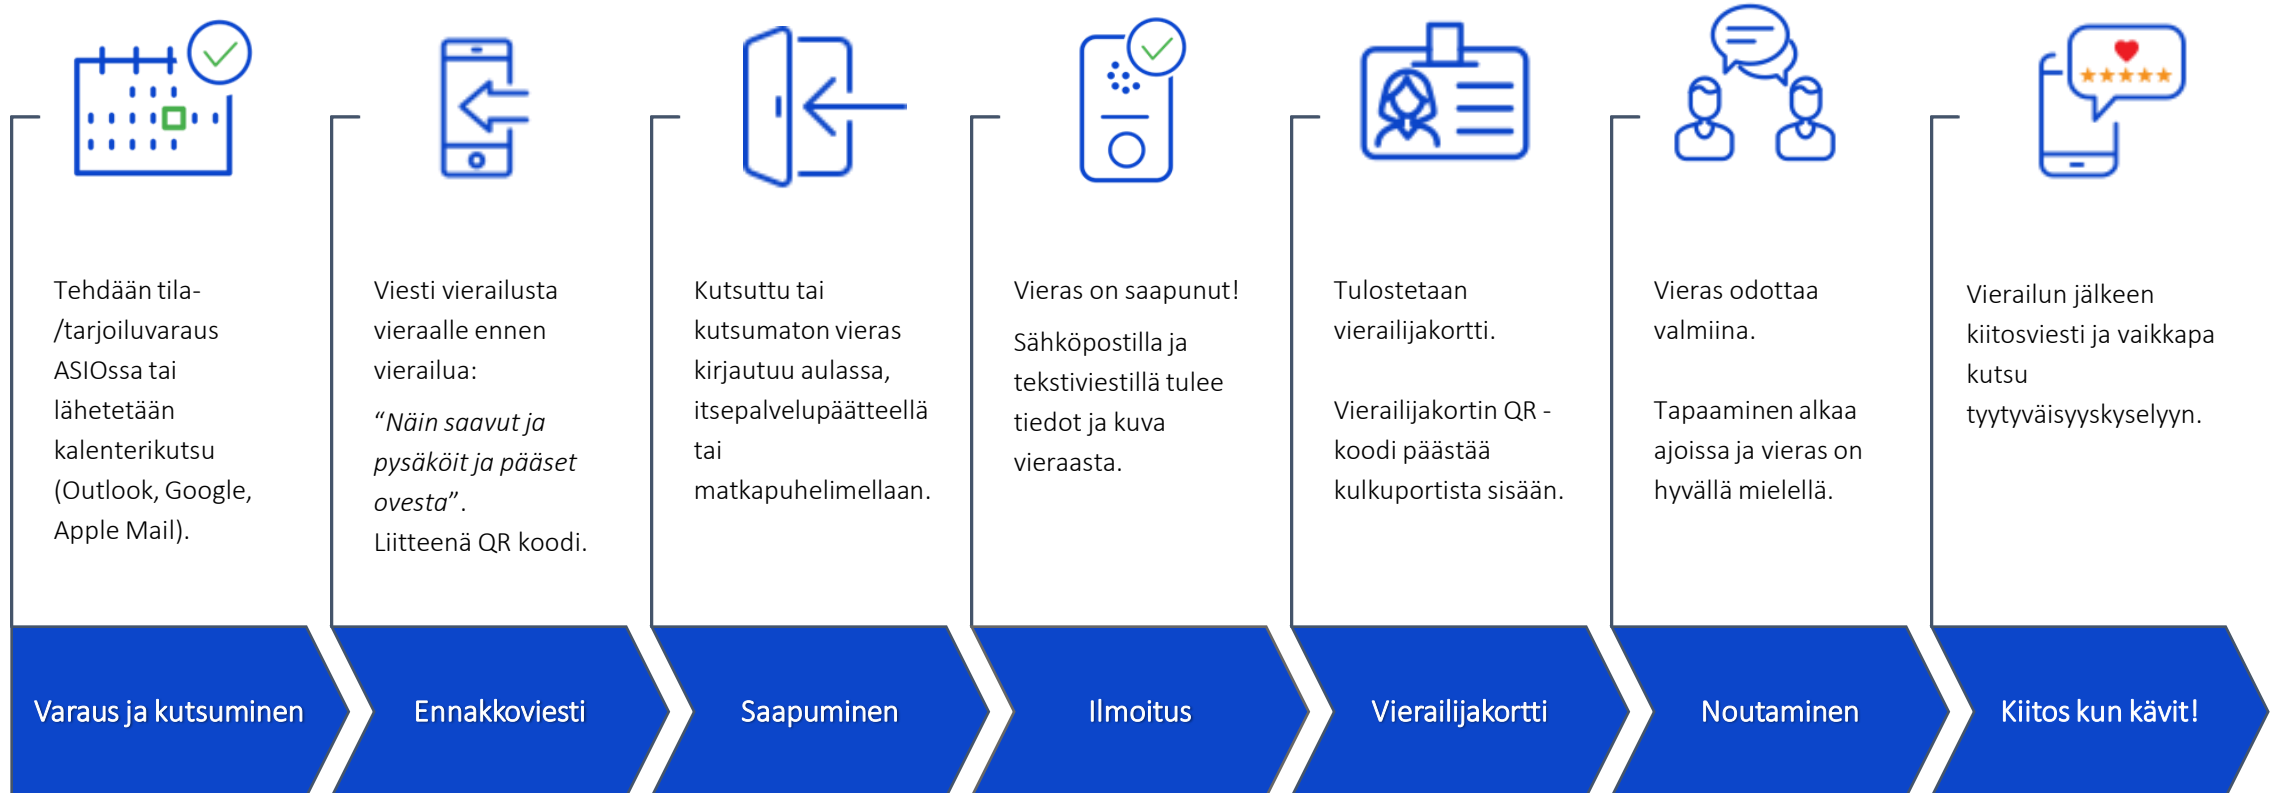 Tehdään tila-
/tarjoiluvaraus
ASIOssa tai
lähetetään
kalenterikutsu
(Outlook, Google,
Apple Mail).
Viesti vierailusta
vieraalle ennen
vierailua:
“Näin saavut ja
pysäköit ja pääset
ovesta”.
Liitteenä QR koodi.
Kutsuttu tai
kutsumaton vieras
kirjautuu aulassa,
itsepalvelupäätteellä
tai
matkapuhelimellaan.
Vieras on saapunut!
Sähköpostilla ja
tekstiviestillä tulee
tiedot ja kuva
vieraasta.
Tulostetaan
vierailijakortti.
Vierailijakortin QR -
koodi päästää
kulkuportista sisään.
Vieras odottaa
valmiina.
Tapaaminen alkaa
ajoissa ja vieras on
hyvällä mielellä.
Vierailun jälkeen
kiitosviesti ja vaikkapa
kutsu
tyytyväisyyskyselyyn.
Varaus ja kutsuminen
Ennakkoviesti
Saapuminen
Ilmoitus
Vierailijakortti
Noutaminen
Kiitos kun kävit!